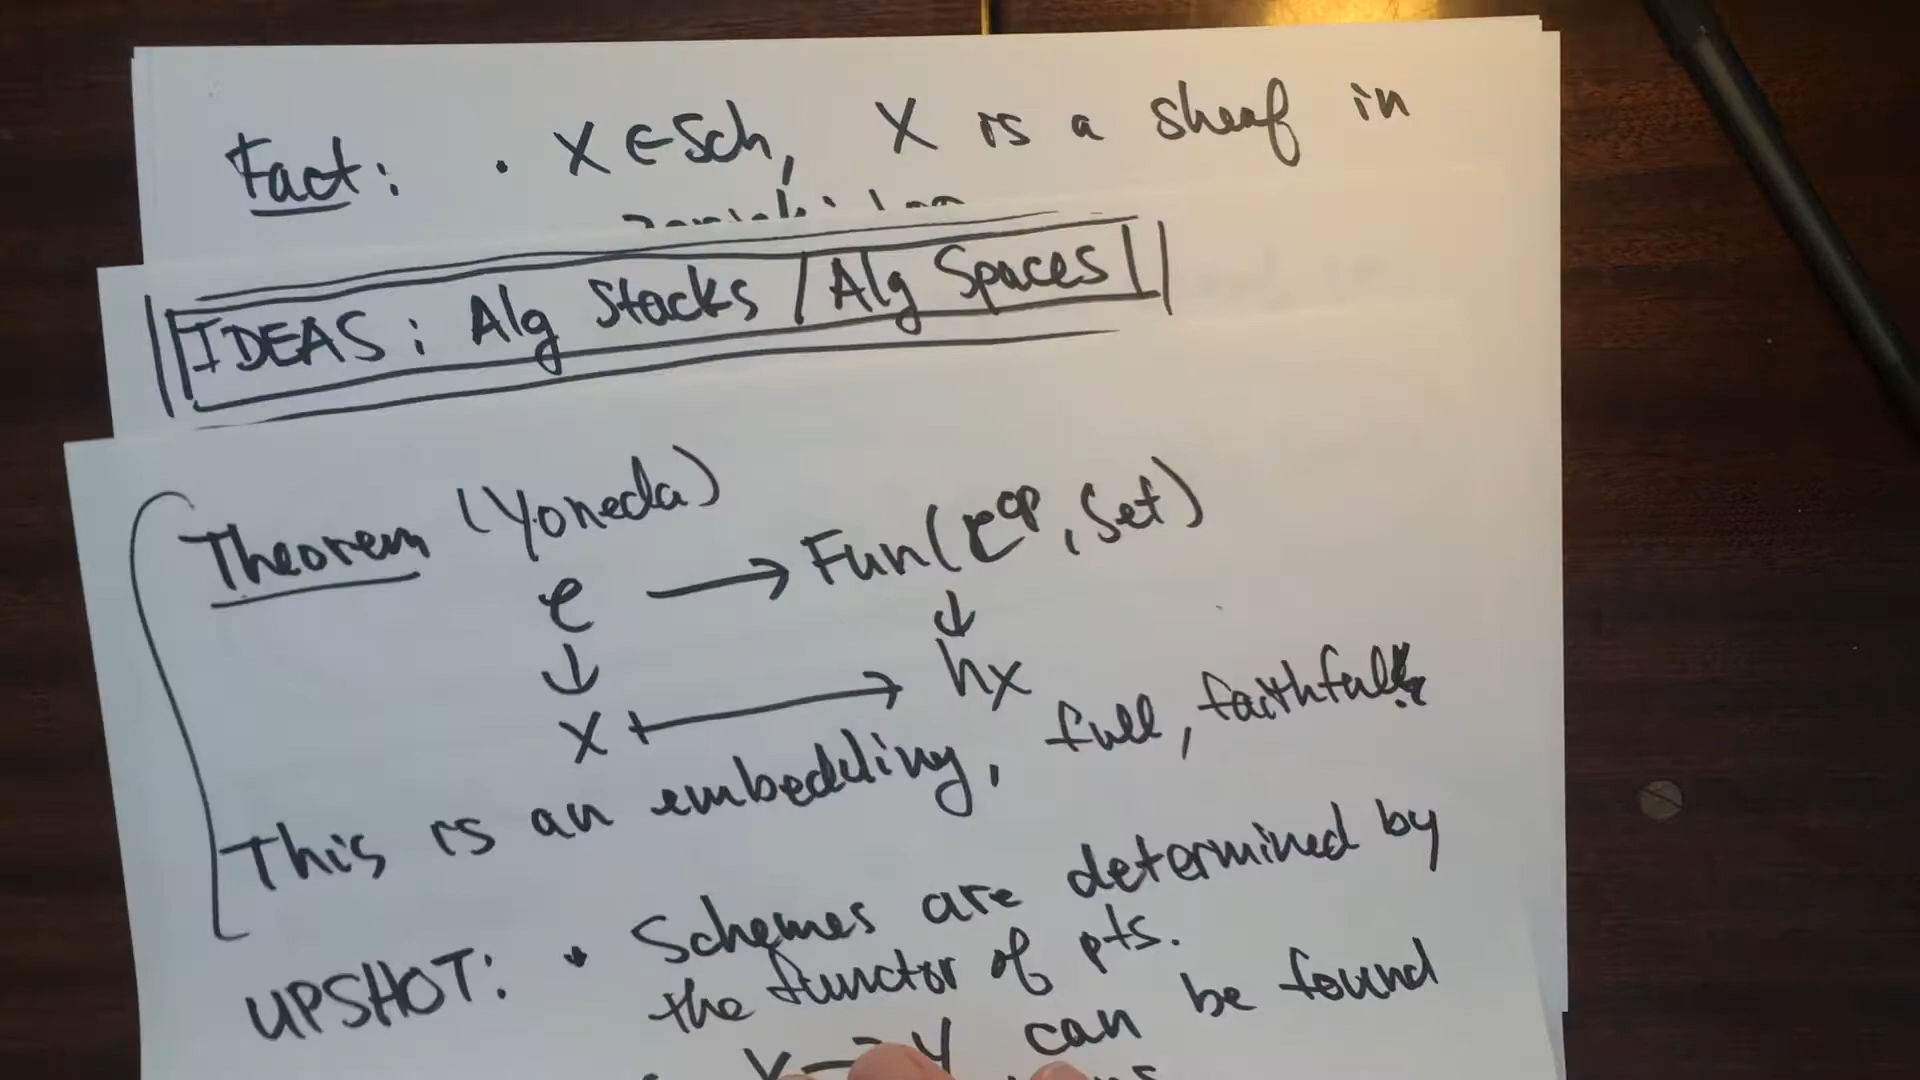 Fact: · X ∈ Sch, X is a sheaf in
IDEAS: Alg Stacks / Alg Spaces
Theorem (Yoneda)
C → Fun(C^op, Set)
↓ ↓
X ↦ h_X
This is an embedding, full, faithful.
UPSHOT: · Schemes are determined by
the functor of pts.
X → Y can be found